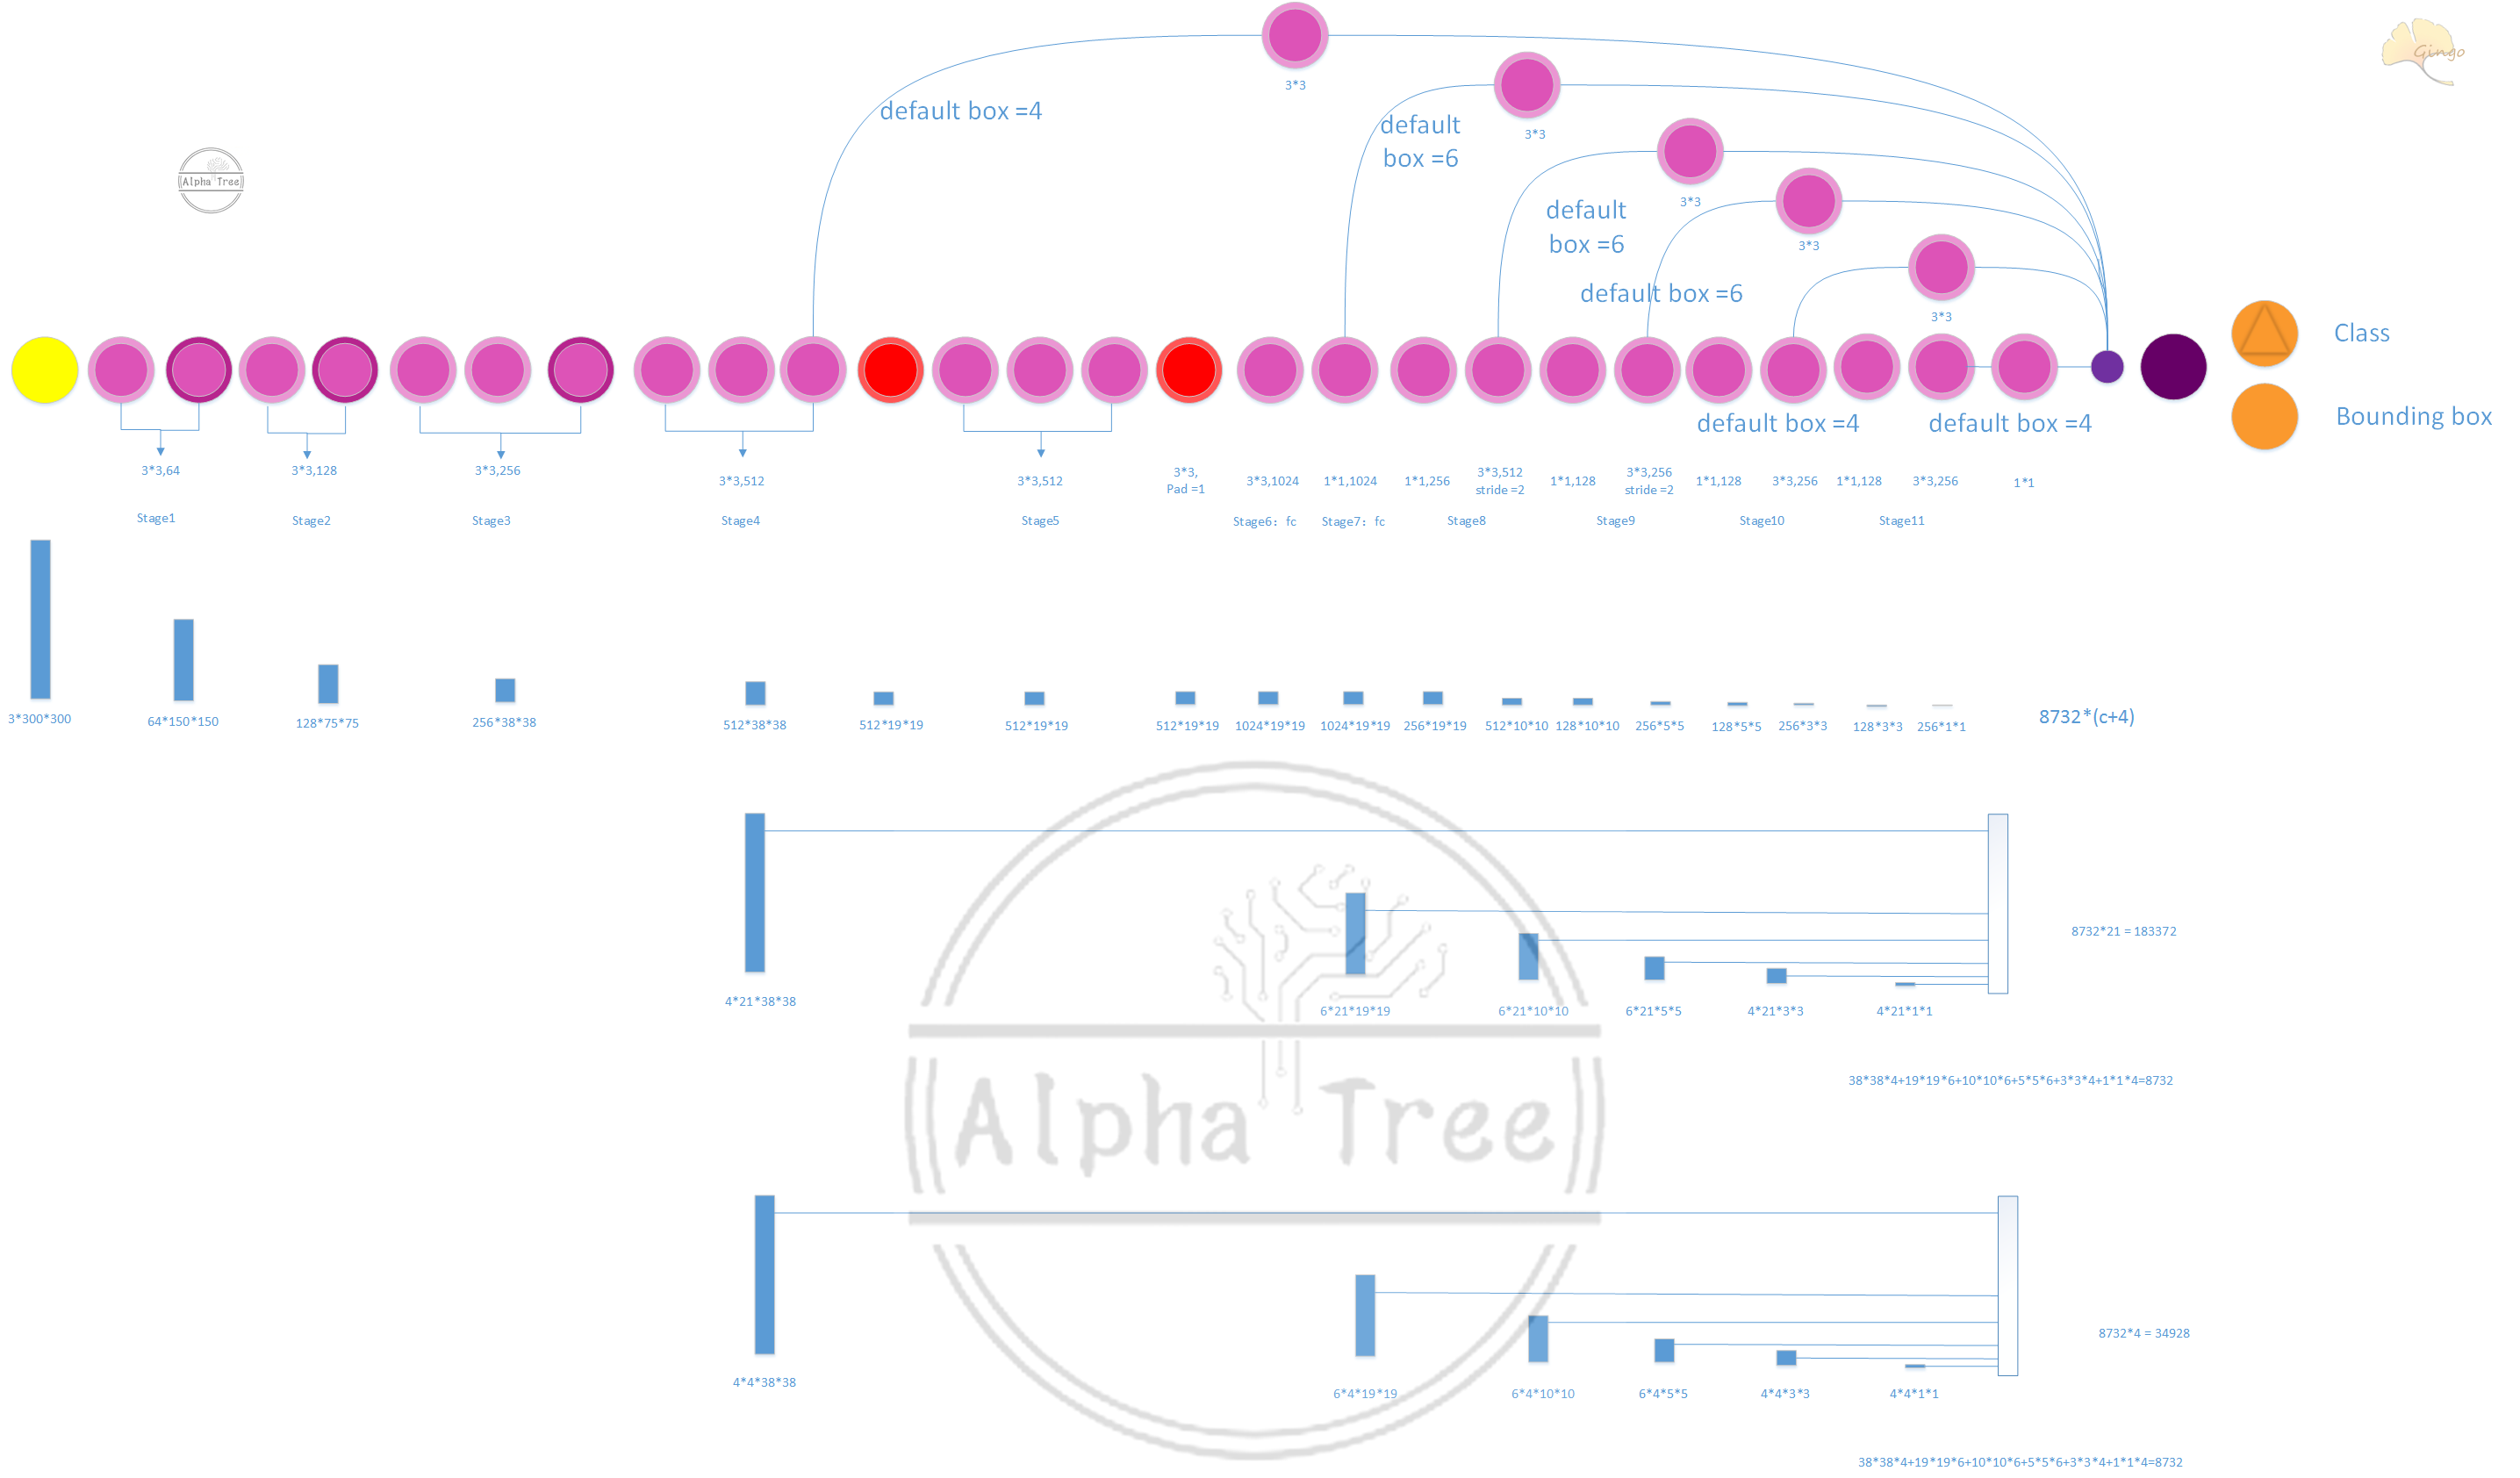 Gingo
3*3
default box =4
3*3
default
box =6
Alpha Tree
3*3
default
box =6
3*3
default box =6
3*3
Class
Bounding box
default box =4
default box =4
3*3,64
3*3,128
3*3,256
3*3,512
3*3,512
3*3,
Pad =1
3*3,1024
1*1,1024
1*1,256
3*3,512
stride =2
1*1,128
3*3,256
stride =2
1*1,128
3*3,256
1*1,128
3*3,256
1*1
Stage1
Stage2
Stage3
Stage4
Stage5
Stage6: fc
Stage7: fc
Stage8
Stage9
Stage10
Stage11
3*300*300
64*150*150
128*75*75
256*38*38
512*38*38
512*19*19
512*19*19
512*19*19
1024*19*19
1024*19*19
256*19*19
512*10*10
128*10*10
256*5*5
128*5*5
256*3*3
128*3*3
256*1*1
8732*(c+4)
8732*21 = 183372
4*21*38*38
6*21*19*19
6*21*10*10
6*21*5*5
4*21*3*3
4*21*1*1
38*38*4+19*19*6+10*10*6+5*5*6+3*3*4+1*1*4=8732
Alpha Tree
8732*4 = 34928
4*4*38*38
6*4*19*19
6*4*10*10
6*4*5*5
4*4*3*3
4*4*1*1
38*38*4+19*19*6+10*10*6+5*5*6+3*3*4+1*1*4=8732